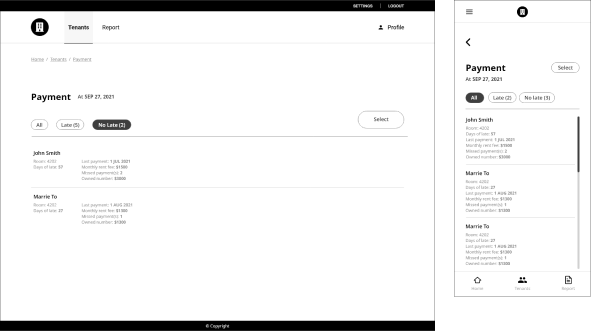 SETTINGS | LOGOUT
Tenants Report Profile
Home / Tenants / Payment
Payment At SEP 27, 2021
All Late (5) No Late (2) Select
John Smith
Room: 4202 Last payment: 1 JUL 2021
Days of late: 57 Monthly rent fee: $1500
Missed payment(s): 2
Owned number: $3000
Marrie To
Room: 4202 Last payment: 1 AUG 2021
Days of late: 27 Monthly rent fee: $1300
Missed payment(s): 1
Owned number: $1300
© Copyright
Payment Select
At SEP 27, 2021
All Late (2) No late (3)
John Smith
Room: 4202
Days of late: 57
Last payment: 1 JUL 2021
Monthly rent fee: $1500
Missed payment(s): 2
Owned number: $3000
Marrie To
Room: 4202
Days of late: 27
Last payment: 1 AUG 2021
Monthly rent fee: $1300
Missed payment(s): 1
Owned number: $1300
Marrie To
Room: 4202
Days of late: 27
Last payment: 1 AUG 2021
Monthly rent fee: $1300
Missed payment(s): 1
Owned number: $1300
Home Tenants Report